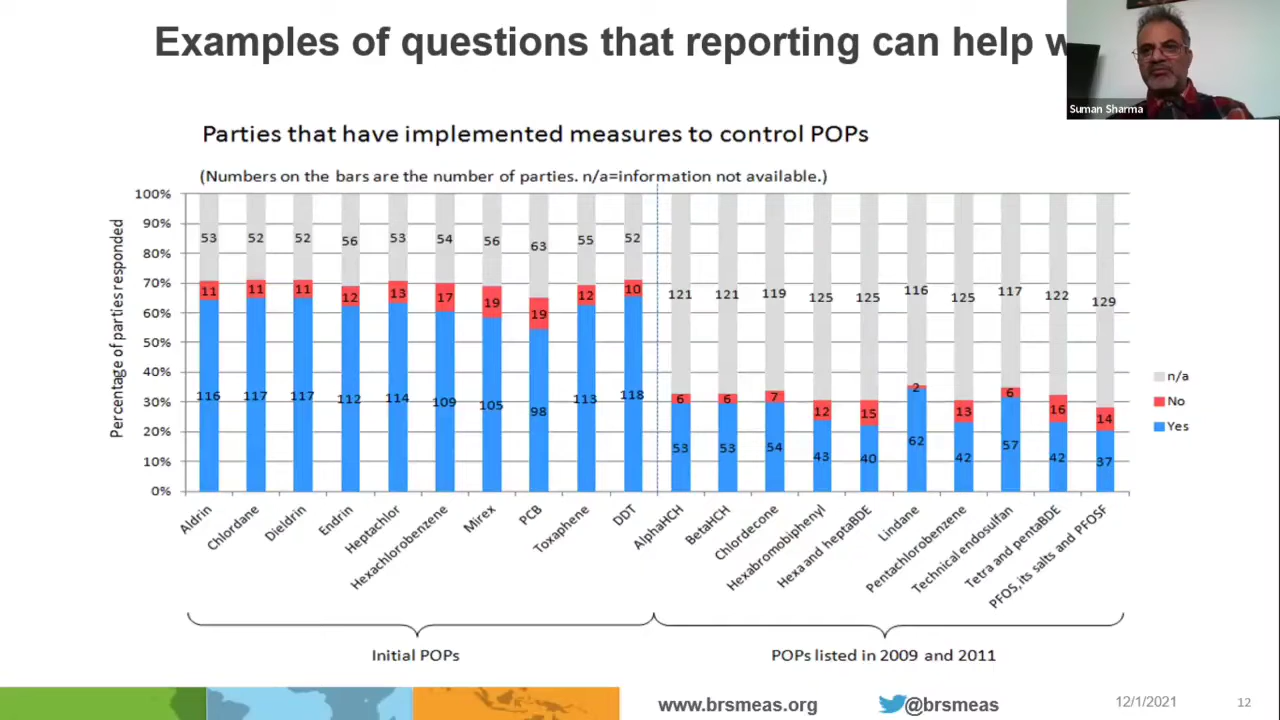 Examples of questions that reporting can help
Suman Sharma
Parties that have implemented measures to control POPs
(Numbers on the bars are the number of parties. n/a=information not available.)
Percentage of parties responded
100%
90%
80%
70%
60%
50%
40%
30%
20%
10%
0%
53 52 52 56 53 54 56 63 55 52 121 121 119 125 125 116 125 117 122 129
11 11 11 12 13 17 19 19 12 10 6 6 7 12 15 2 13 6 16 14
116 117 117 112 114 109 105 98 113 118 53 53 54 43 40 62 42 57 42 37
n/a
No
Yes
Aldrin
Chlordane
Dieldrin
Endrin
Heptachlor
Hexachlorobenzene
Mirex
PCB
Toxaphene
DDT
AlphaHCH
BetaHCH
Chlordecone
Hexabromobiphenyl
Hexa and heptaBDE
Lindane
Pentachlorobenzene
Technical endosulfan
Tetra and pentaBDE
PFOS, its salts and PFOSF
Initial POPs
POPs listed in 2009 and 2011
www.brsmeas.org
@brsmeas
12/1/2021
12